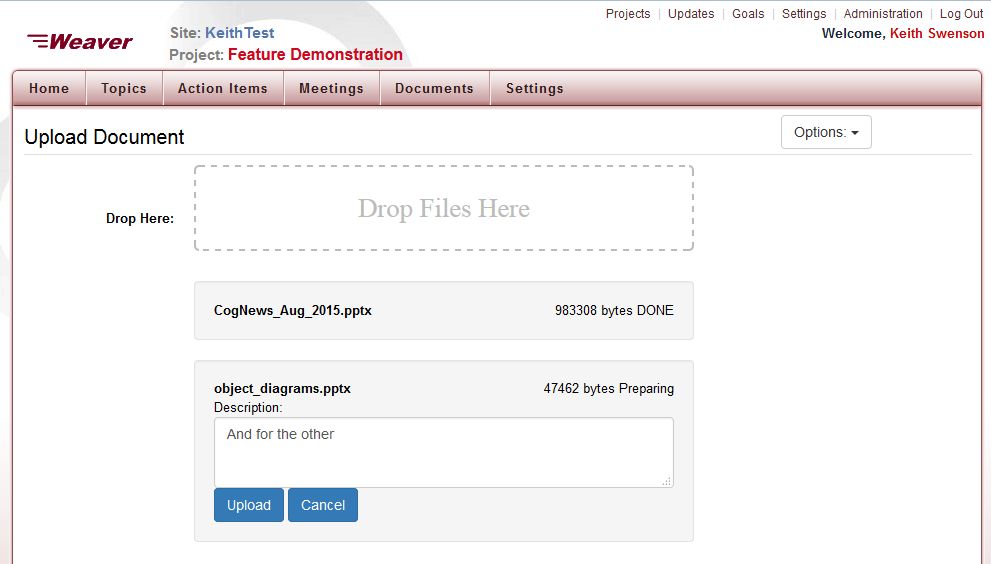 Projects | Updates | Goals | Settings | Administration | Log Out
Weaver
Site: KeithTest
Welcome, Keith Swenson
Project: Feature Demonstration
Home Topics Action Items Meetings Documents Settings
Upload Document
Options:
Drop Here:
Drop Files Here
CogNews_Aug_2015.pptx 983308 bytes DONE
object_diagrams.pptx 47462 bytes Preparing
Description:
And for the other
Upload Cancel